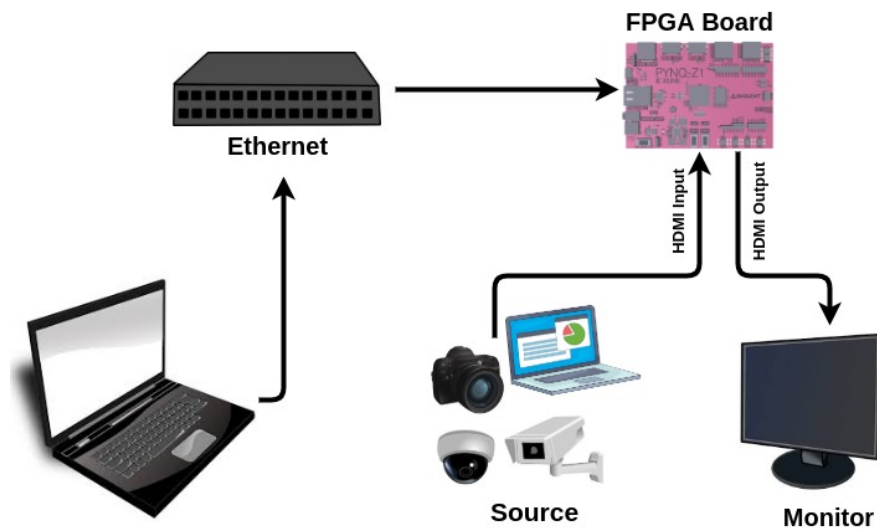 FPGA Board
PYNQ-Z1
Ethernet
HDMI Input
HDMI Output
Source
Monitor